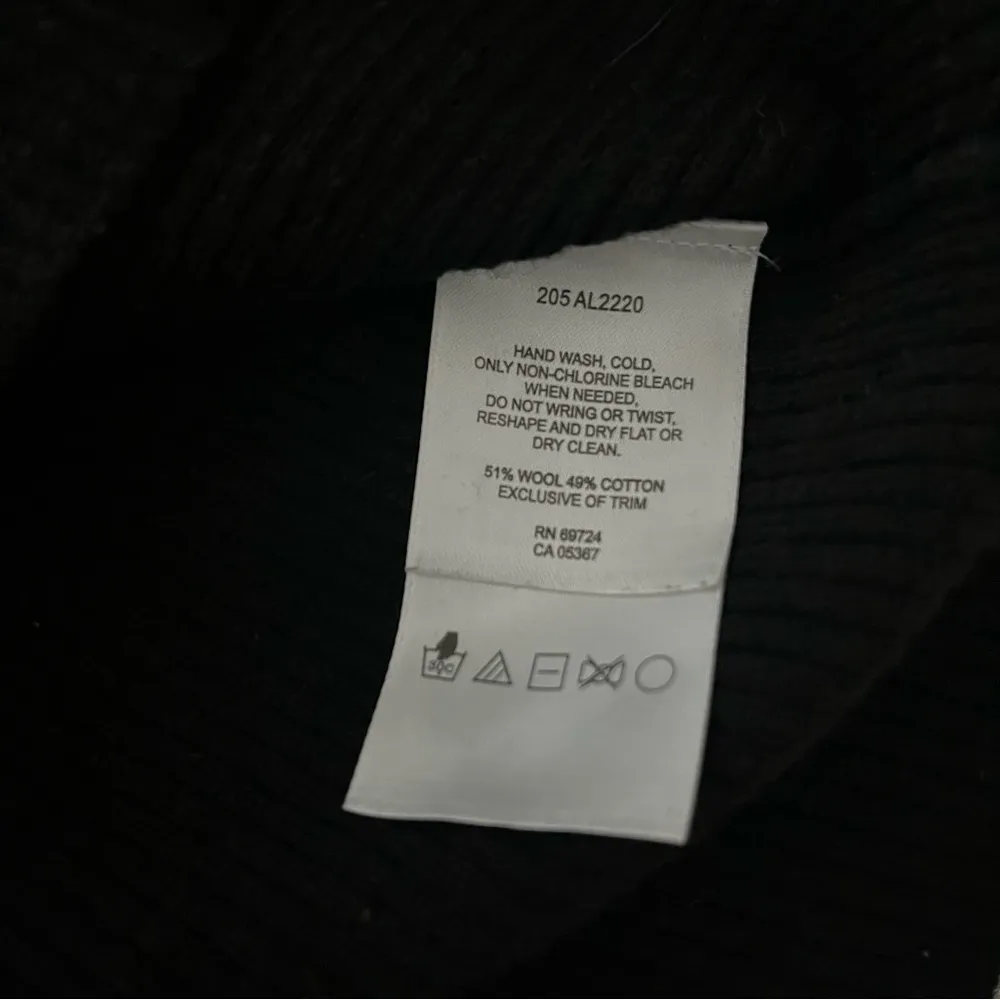 205 AL2220
HAND WASH, COLD,
ONLY NON-CHLORINE BLEACH
WHEN NEEDED,
DO NOT WRING OR TWIST,
RESHAPE AND DRY FLAT OR
DRY CLEAN.
51% WOOL 49% COTTON
EXCLUSIVE OF TRIM
RN 69724
CA 05367
30C